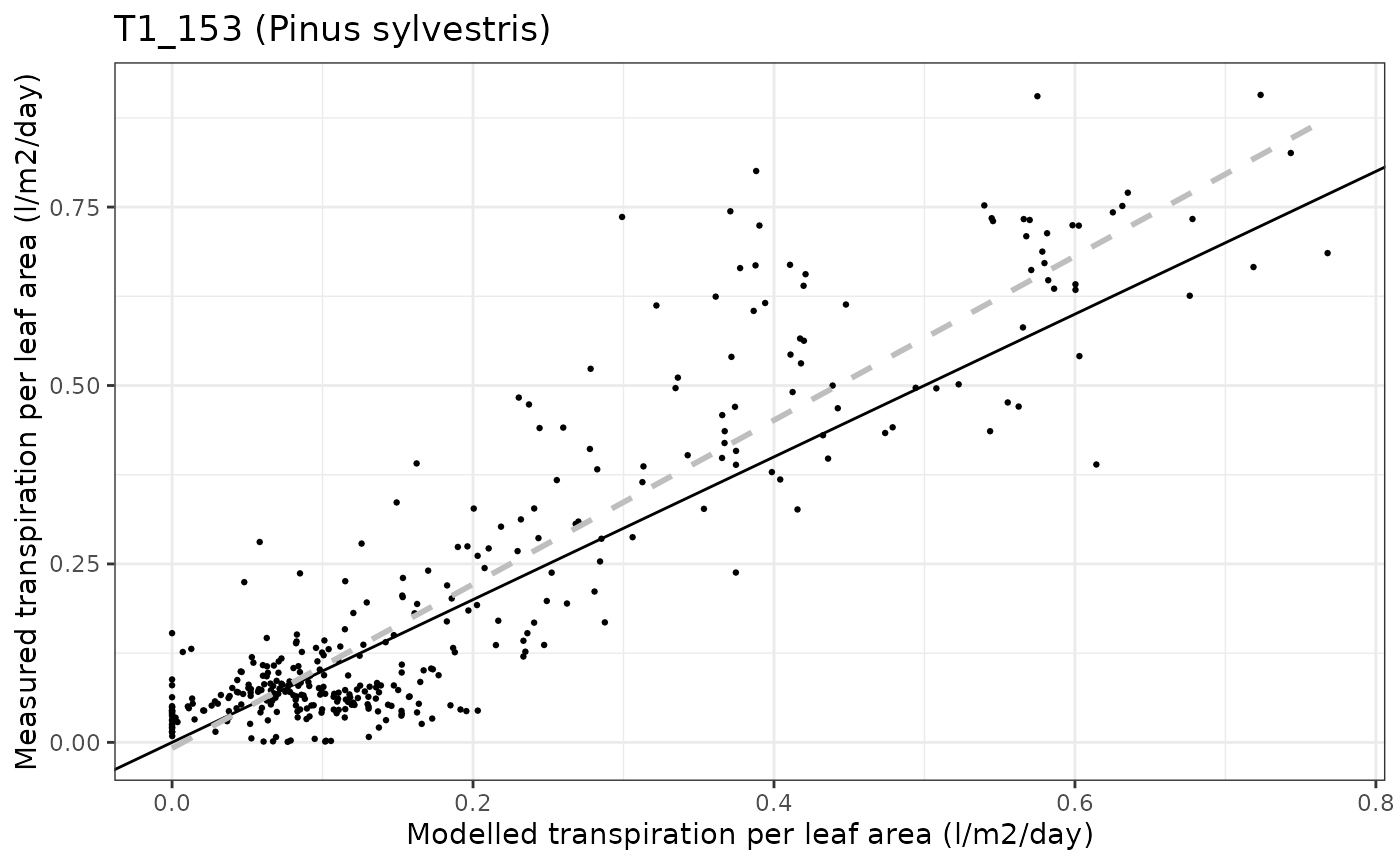 T1_153 (Pinus sylvestris)
Measured transpiration per leaf area (l/m2/day)
0.75
0.50
0.25
0.00
0.0 0.2 0.4 0.6 0.8
Modelled transpiration per leaf area (l/m2/day)